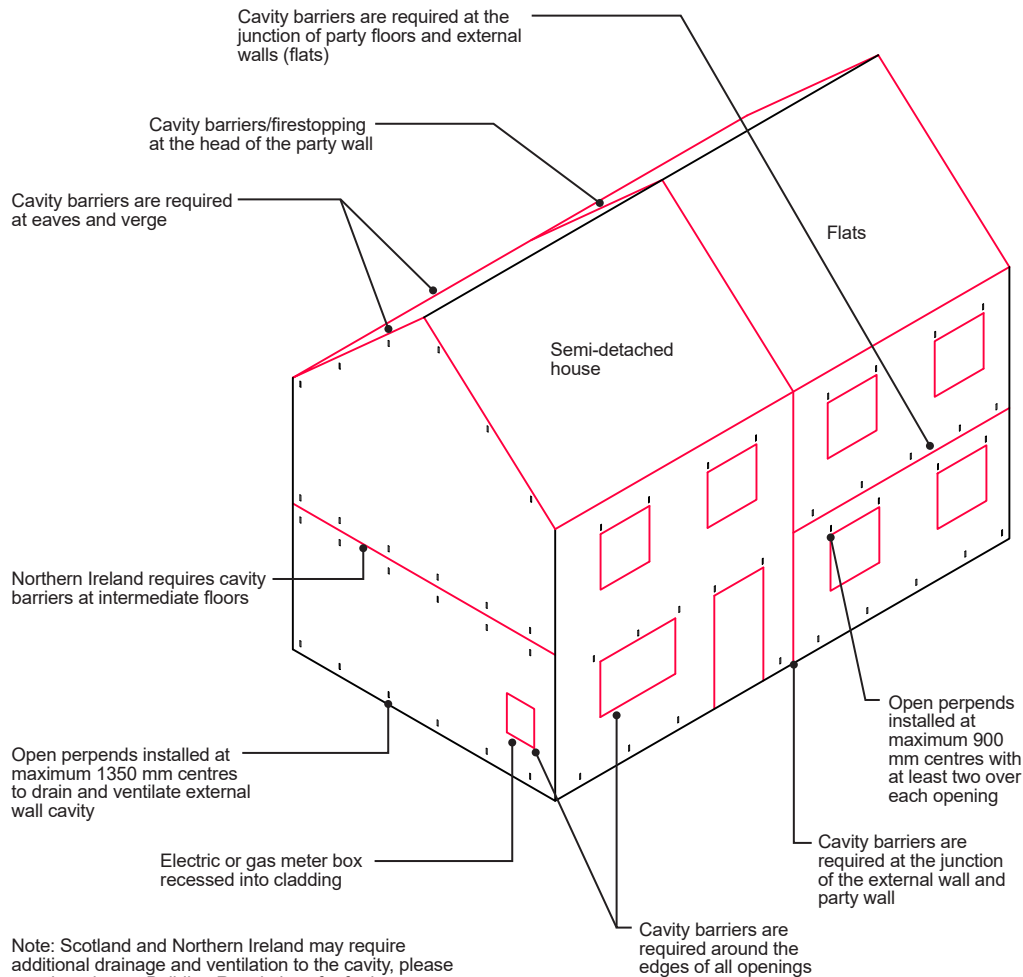 Cavity barriers are required at the
junction of party floors and external
walls (flats)
Cavity barriers/firestopping
at the head of the party wall
Cavity barriers are required
at eaves and verge
Flats
Semi-detached
house
Northern Ireland requires cavity
barriers at intermediate floors
Open perpends installed at
maximum 1350 mm centres
to drain and ventilate external
wall cavity
Open perpends
installed at
maximum 900
mm centres with
at least two over
each opening
Electric or gas meter box
recessed into cladding
Cavity barriers are
required at the junction
of the external wall and
party wall
Cavity barriers are
required around the
edges of all openings
Note: Scotland and Northern Ireland may require
additional drainage and ventilation to the cavity, please